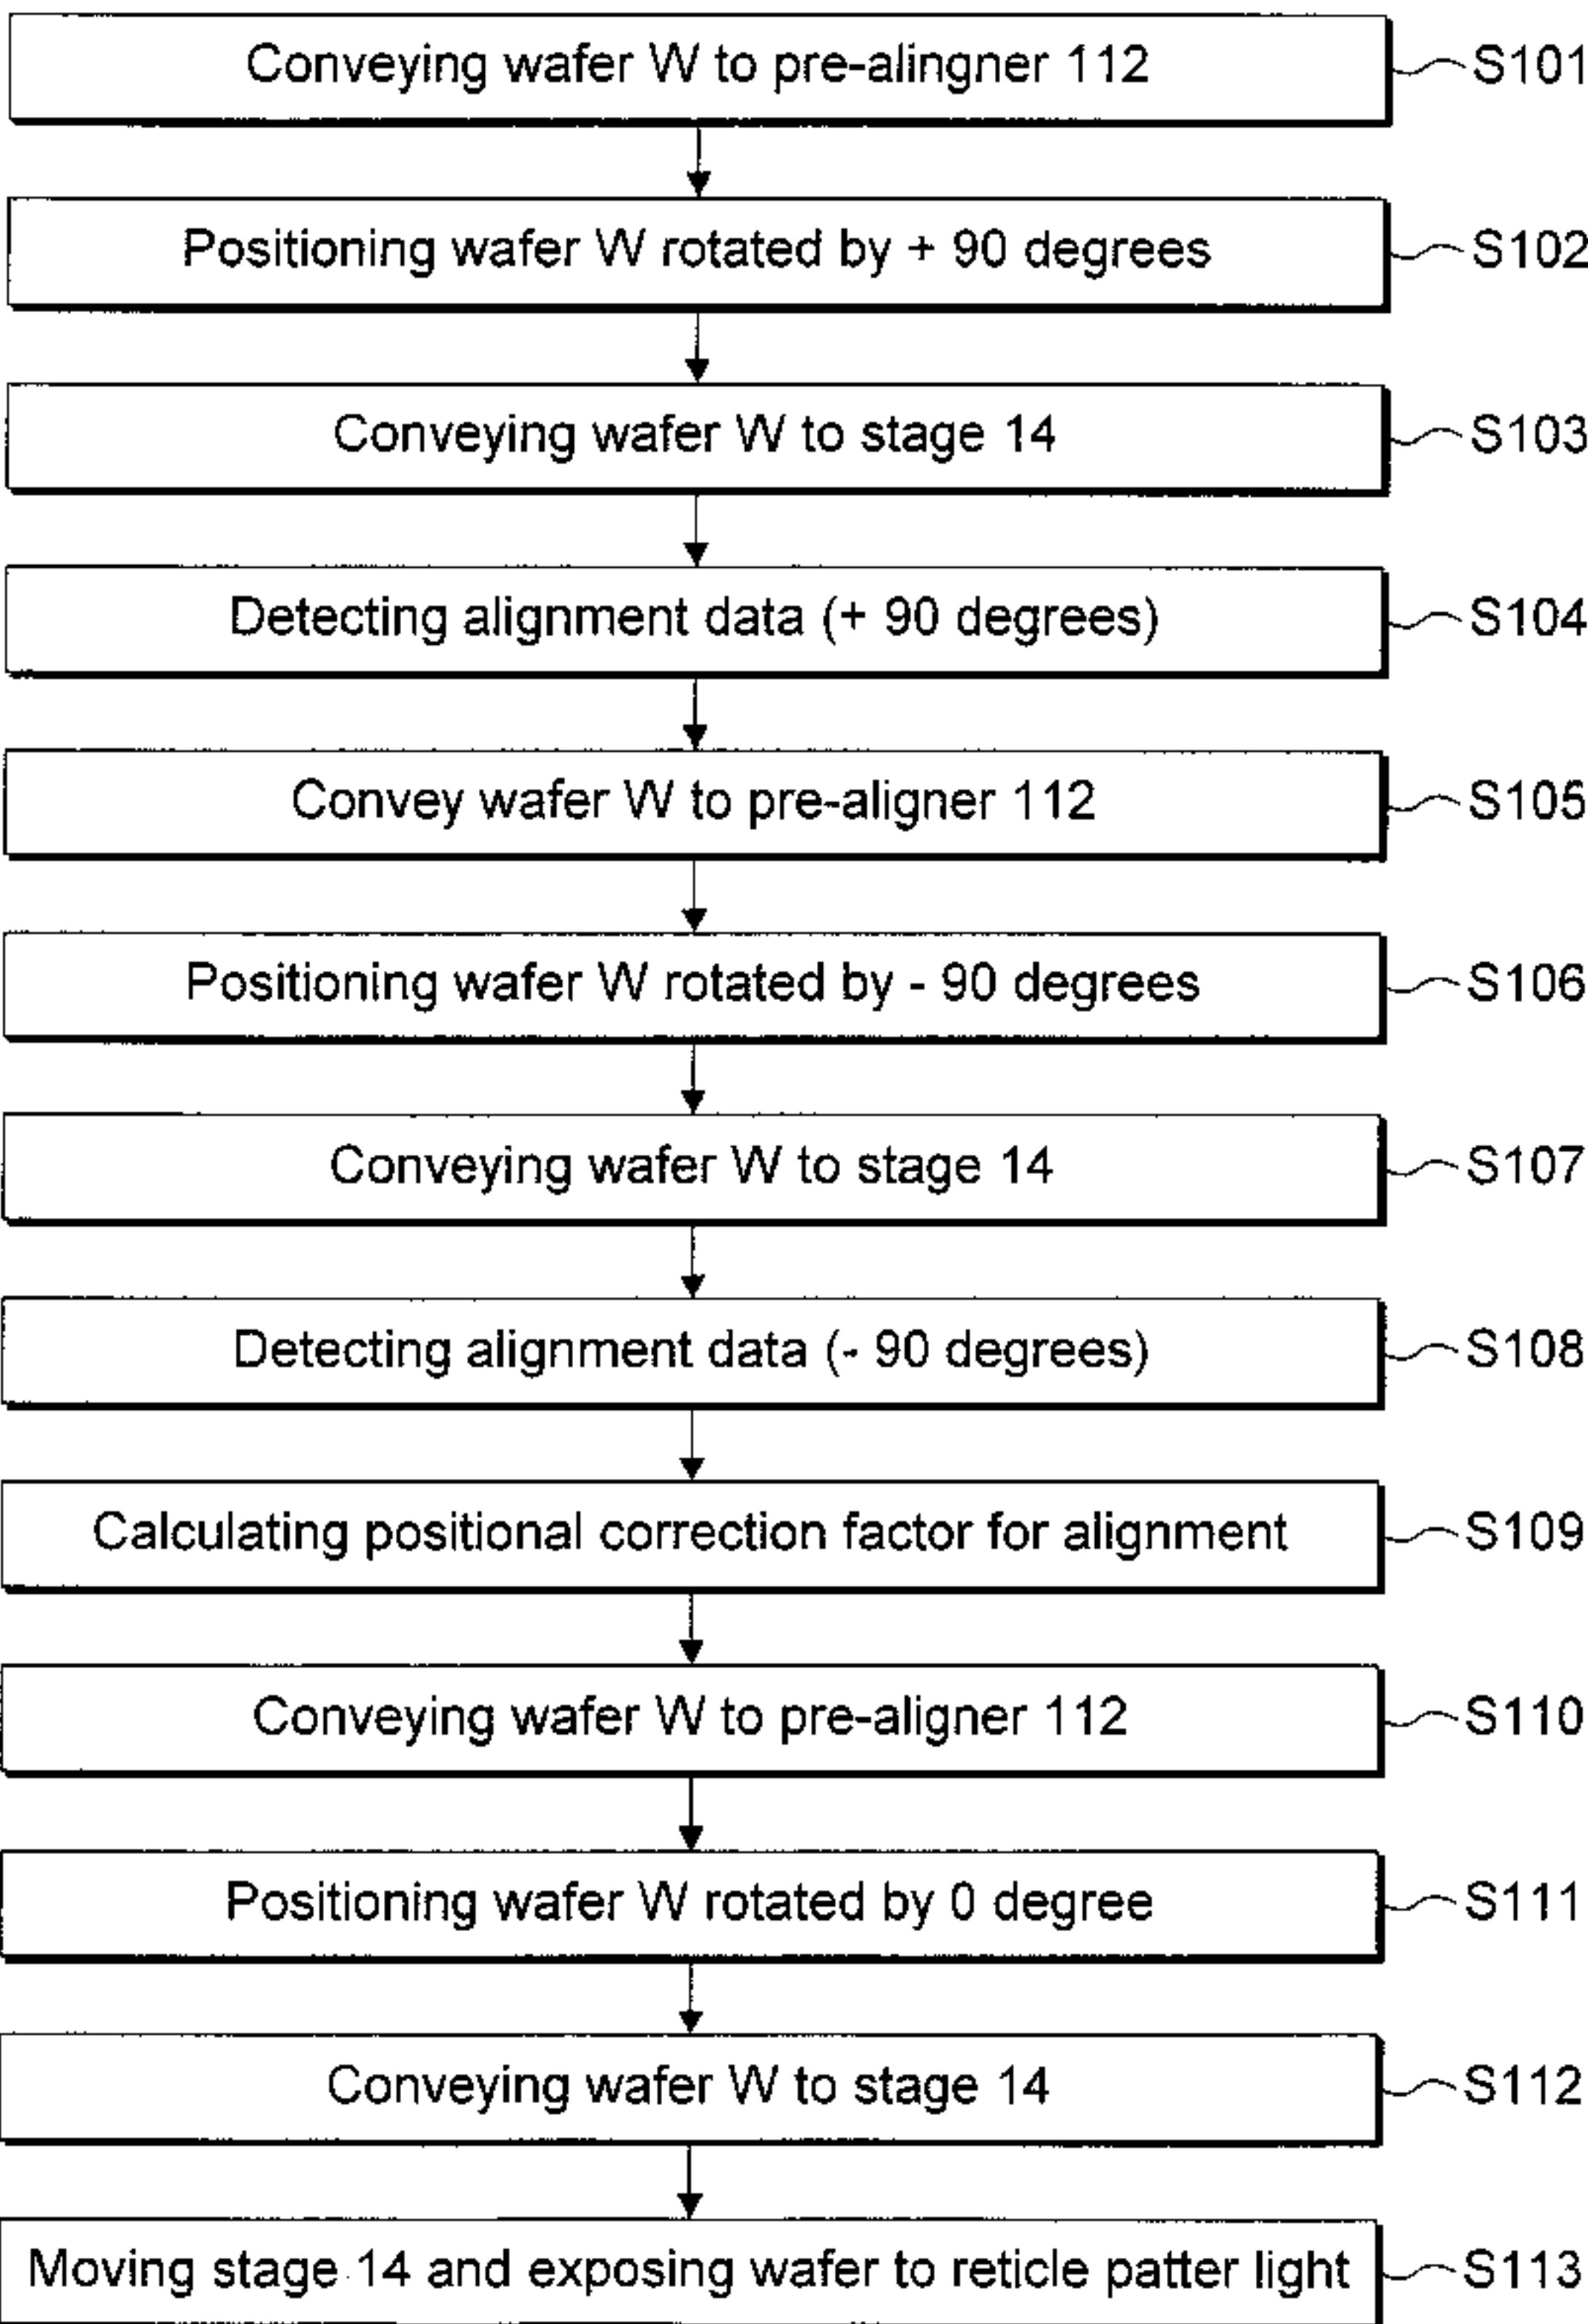 Conveying wafer W to pre-alingner 112 S101
Positioning wafer W rotated by + 90 degrees S102
Conveying wafer W to stage 14 S103
Detecting alignment data (+ 90 degrees) S104
Convey wafer W to pre-aligner 112 S105
Positioning wafer W rotated by - 90 degrees S106
Conveying wafer W to stage 14 S107
Detecting alignment data (- 90 degrees) S108
Calculating positional correction factor for alignment S109
Conveying wafer W to pre-aligner 112 S110
Positioning wafer W rotated by 0 degree S111
Conveying wafer W to stage 14 S112
Moving stage 14 and exposing wafer to reticle patter light S113